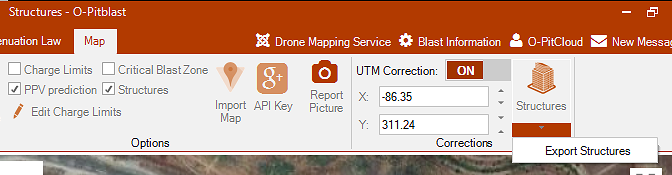 Structures - O-Pitblast
enuation Law Map Drone Mapping Service Blast Information O-PitCloud New Messag
Charge Limits Critical Blast Zone
PPV prediction Structures
Edit Charge Limits
Import Map
g+
API Key
Report Picture
UTM Correction: ON
X: -86.35
Y: 311.24
Structures
Options Corrections
Export Structures